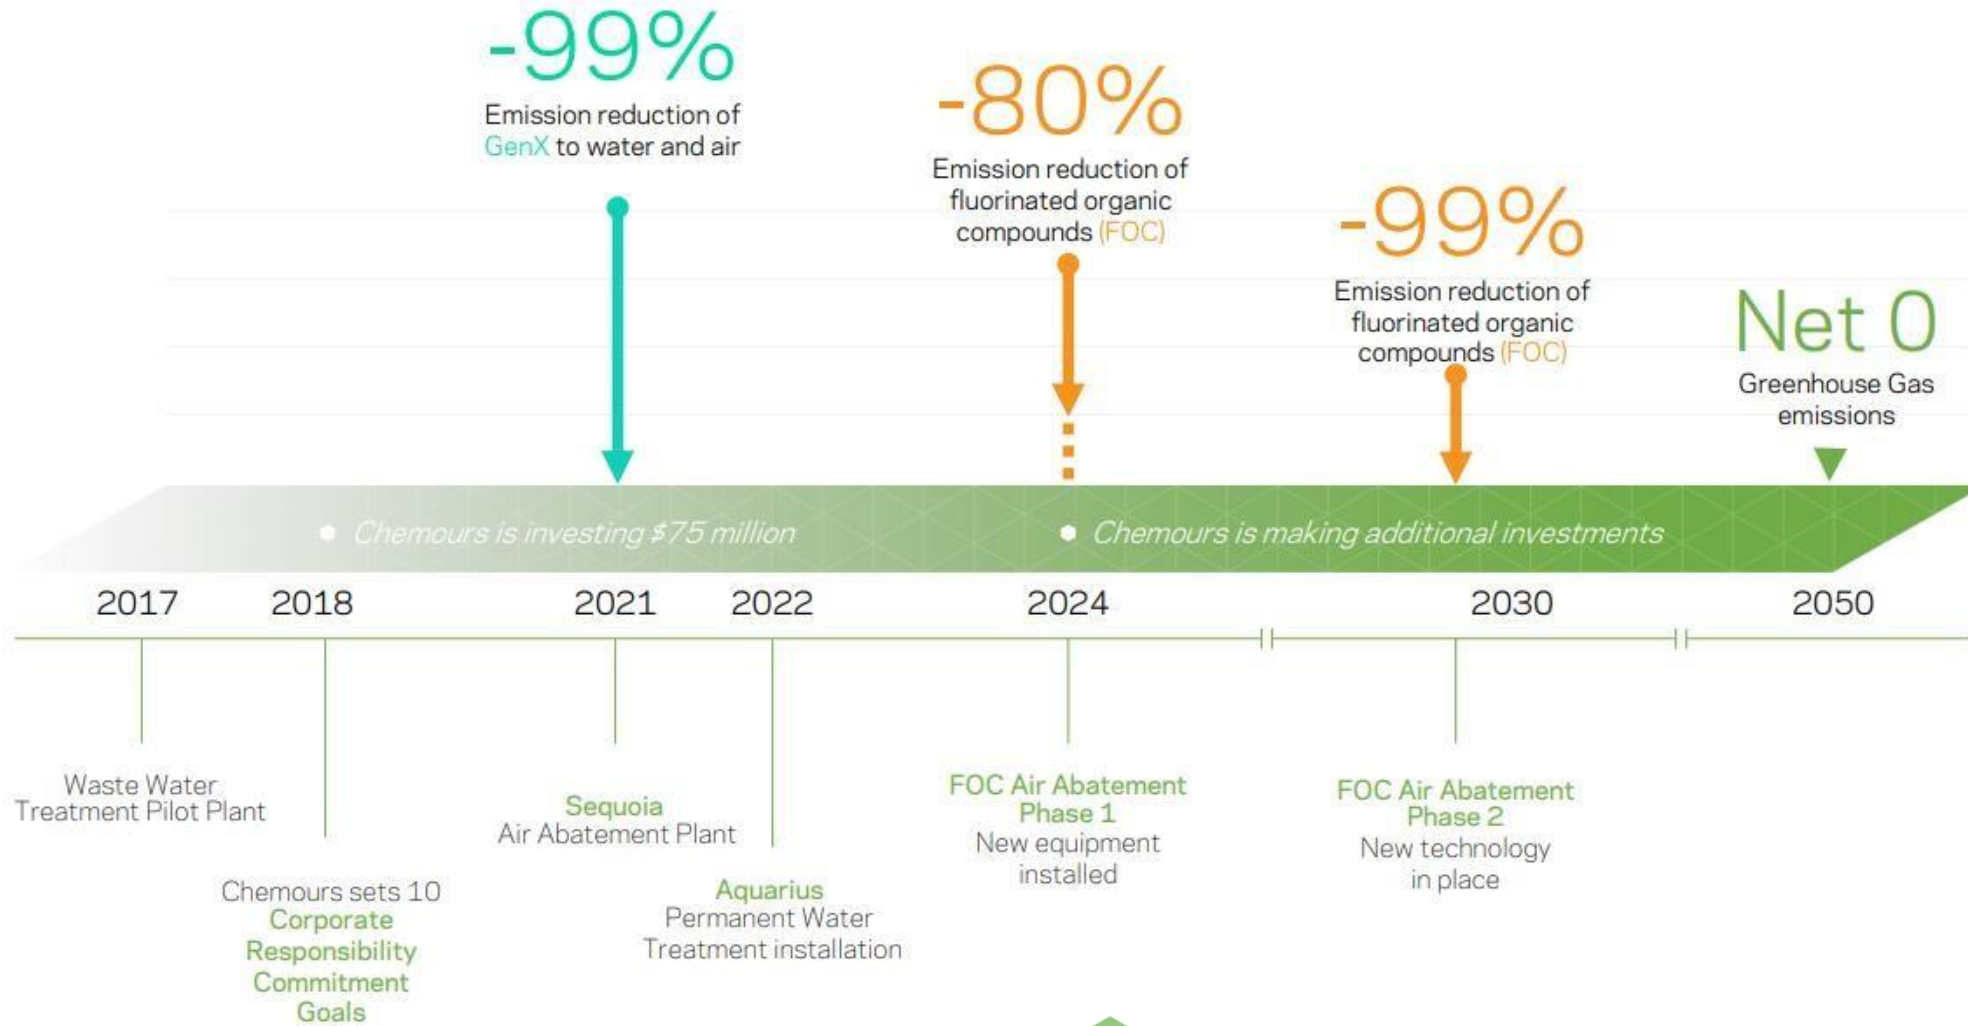 -99%
Emission reduction of
GenX to water and air
-80%
Emission reduction of
fluorinated organic
compounds (FOC)
-99%
Emission reduction of
fluorinated organic
compounds (FOC)
Net 0
Greenhouse Gas
emissions
Chemours is investing $75 million
Chemours is making additional investments
2017
2018
2021
2022
2024
2030
2050
Waste Water
Treatment Pilot Plant
Chemours sets 10
Corporate
Responsibility
Commitment
Goals
Sequoia
Air Abatement Plant
Aquarius
Permanent Water
Treatment installation
FOC Air Abatement
Phase 1
New equipment
installed
FOC Air Abatement
Phase 2
New technology
in place